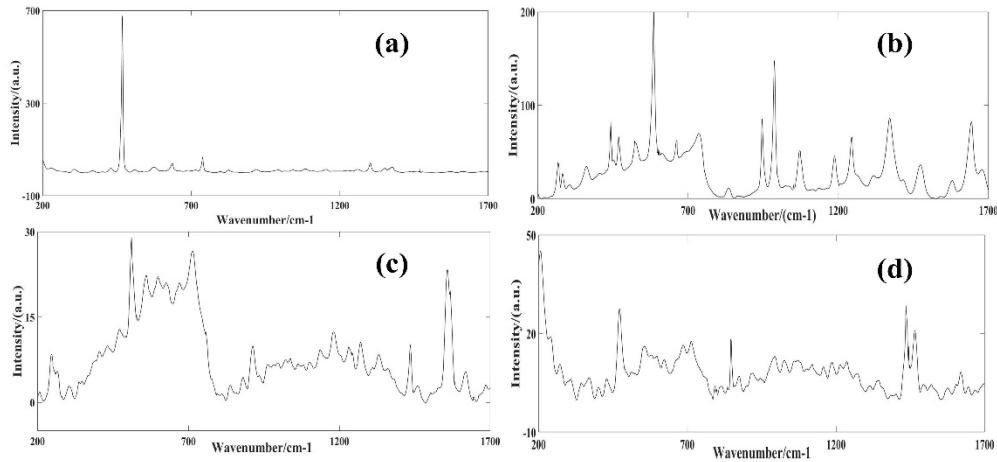 700
300
-100
200
700
1200
1700
Intensity/(a.u.)
Wavenumber/cm-1
(a)
200
100
0
200
700
1200
1700
Intensity/(a.u.)
Wavenumber/(cm-1)
(b)
30
15
0
200
700
1200
1700
Intensity/(a.u.)
Wavenumber/cm-1
(c)
50
20
-10
200
700
1200
1700
Intensity/(a.u.)
Wavenumber/cm-1
(d)